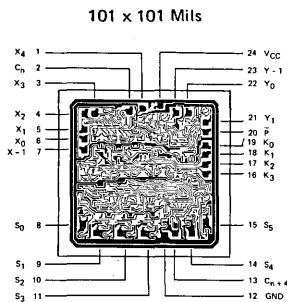 101 x 101 Mils
X4 1
Cn 2
X3 3
24 VCC
23 Y - 1
22 Y0
X2 4
X1 5
X0 6
X - 1 7
21 Y1
20 P̅
19 K0
18 K1
17 K2
16 K3
S0 8
15 S5
S1 9
S2 10
S3 11
14 S4
13 Cn + 4
12 GND